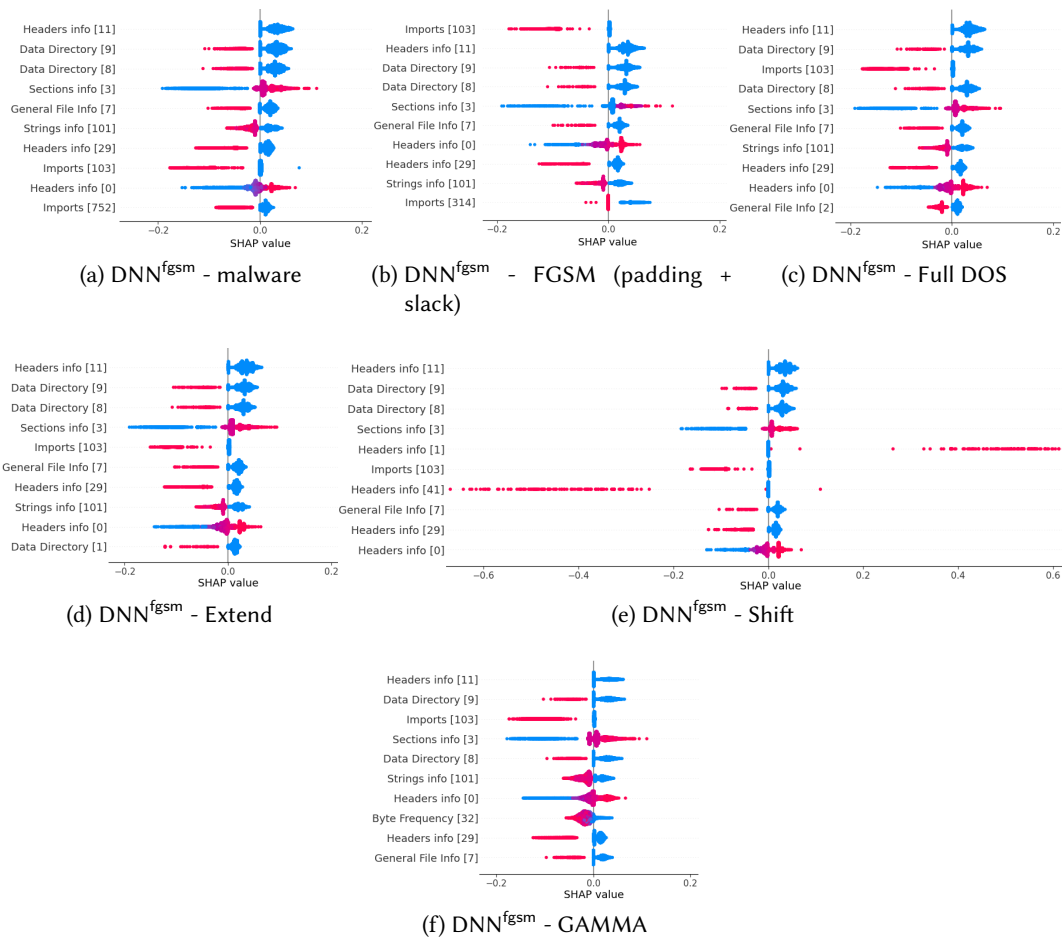 Headers info [11]
Data Directory [9]
Data Directory [8]
Sections info [3]
General File Info [7]
Strings info [101]
Headers info [29]
Imports [103]
Headers info [0]
Imports [752]
−0.2 0.0 0.2
SHAP value
(a) DNN^fgsm - malware
Imports [103]
Headers info [11]
Data Directory [9]
Data Directory [8]
Sections info [3]
General File Info [7]
Headers info [0]
Headers info [29]
Strings info [101]
Imports [314]
−0.2 0.0 0.2
SHAP value
(b) DNN^fgsm - FGSM (padding +
slack)
Headers info [11]
Data Directory [9]
Imports [103]
Data Directory [8]
Sections info [3]
General File Info [7]
Strings info [101]
Headers info [29]
Headers info [0]
General File Info [2]
−0.2 0.0 0.2
SHAP value
(c) DNN^fgsm - Full DOS
Headers info [11]
Data Directory [9]
Data Directory [8]
Sections info [3]
Imports [103]
General File Info [7]
Headers info [29]
Strings info [101]
Headers info [0]
Data Directory [1]
−0.2 0.0 0.2
SHAP value
(d) DNN^fgsm - Extend
Headers info [11]
Data Directory [9]
Data Directory [8]
Sections info [3]
Headers info [1]
Imports [103]
Headers info [41]
General File Info [7]
Headers info [29]
Headers info [0]
−0.6 −0.4 −0.2 0.0 0.2 0.4 0.6
SHAP value
(e) DNN^fgsm - Shift
Headers info [11]
Data Directory [9]
Imports [103]
Sections info [3]
Data Directory [8]
Strings info [101]
Headers info [0]
Byte Frequency [32]
Headers info [29]
General File Info [7]
−0.2 0.0 0.2
SHAP value
(f) DNN^fgsm - GAMMA